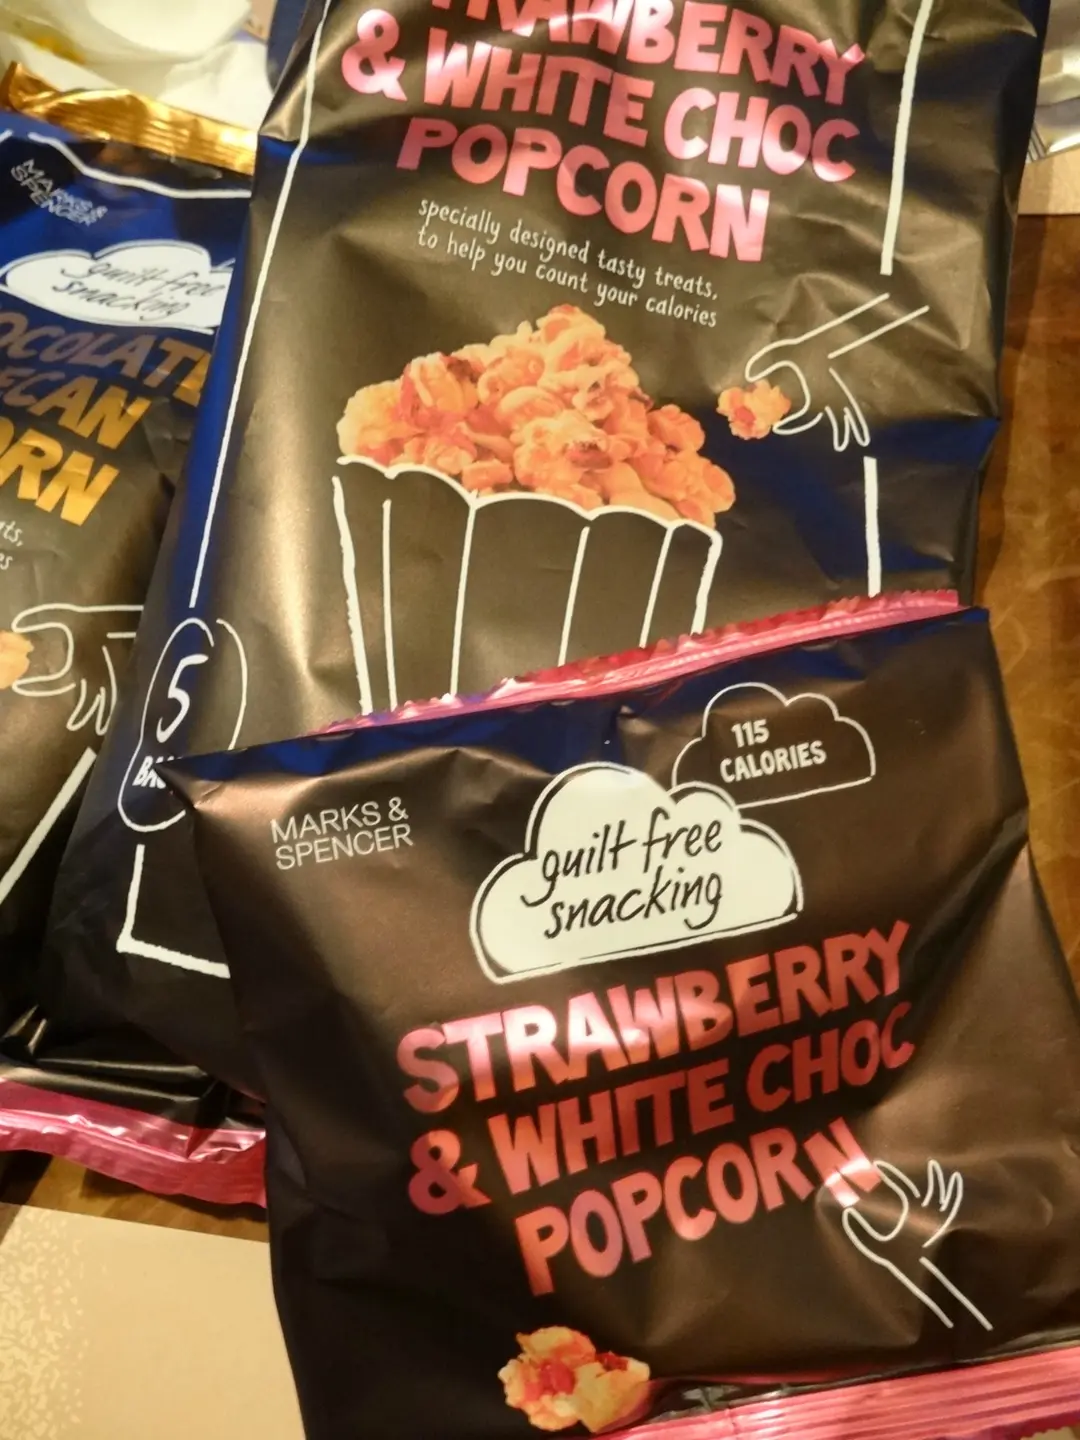 MARKS &
SPENCER
guilt free
snacking
STRAWBERRY
& WHITE CHOC
POPCORN
specially designed tasty treats,
to help you count your calories
5
115
CALORIES
MARKS &
SPENCER
guilt free
snacking
STRAWBERRY
& WHITE CHOC
POPCORN